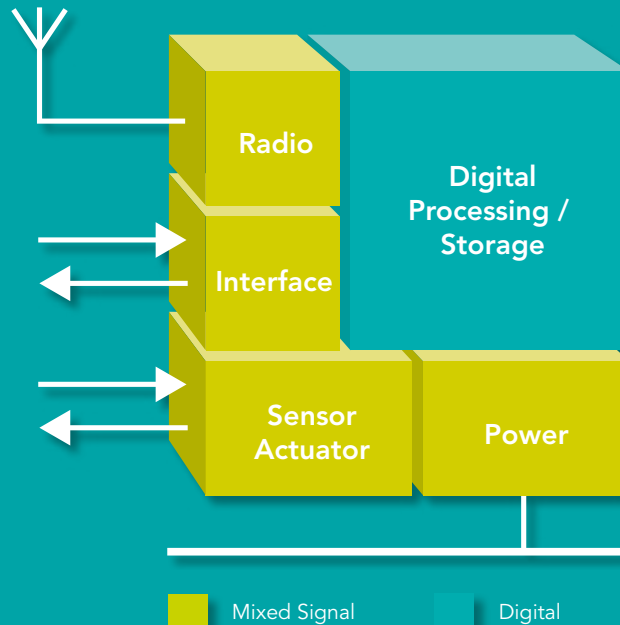 Radio
Digital
Processing /
Storage
Interface
Sensor
Actuator
Power
Mixed Signal
Digital